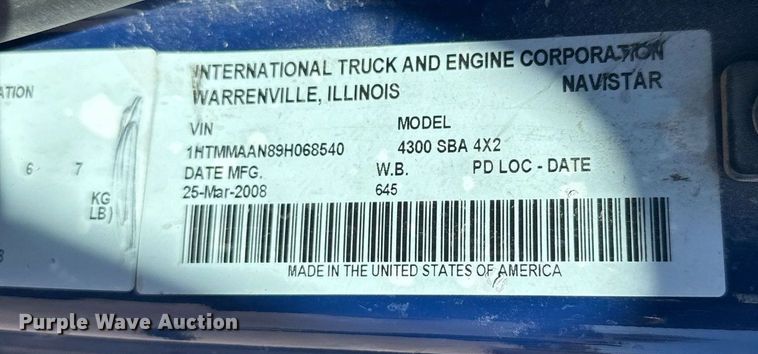 INTERNATIONAL TRUCK AND ENGINE CORPORATION
WARRENVILLE, ILLINOIS NAVISTAR
ATION
VIN MODEL
1HTMMAAN89H068540 4300 SBA 4X2
6 7
DATE MFG. W.B. PD LOC - DATE
25-Mar-2008 645
KG
LB)
MADE IN THE UNITED STATES OF AMERICA
Purple Wave Auction